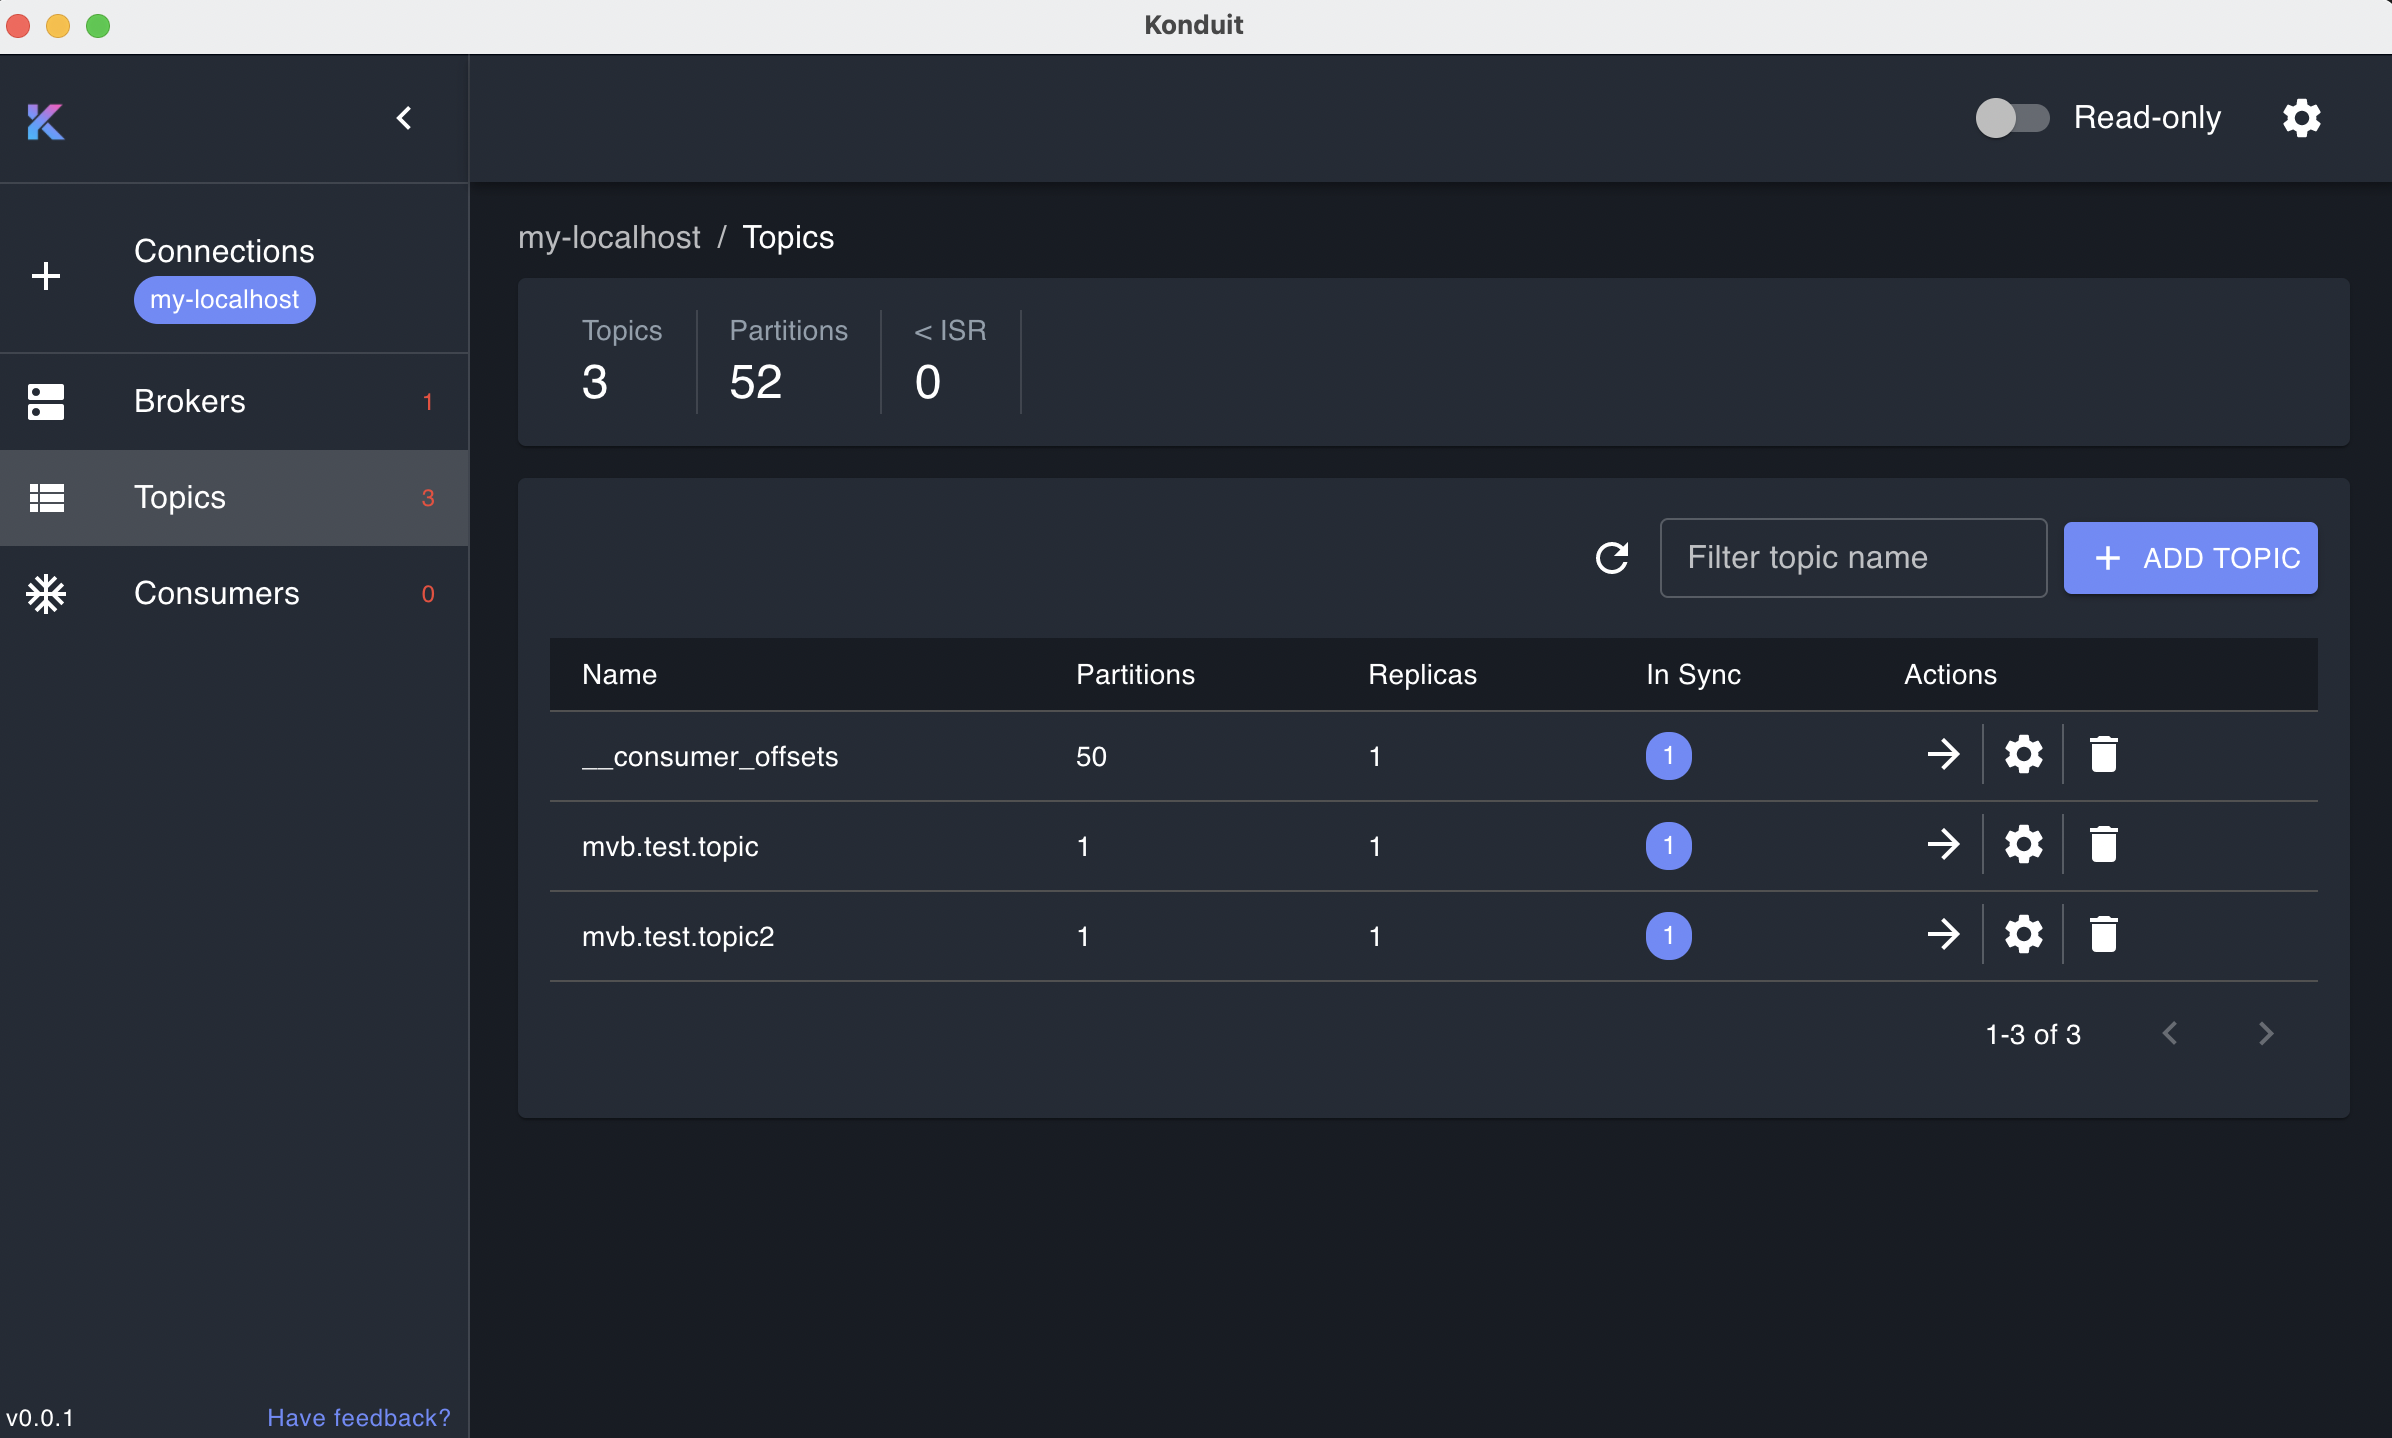 Konduit
Read-only
Connections
my-localhost
Brokers 1
Topics 3
Consumers 0
v0.0.1 Have feedback?
my-localhost / Topics
Topics Partitions < ISR
3 52 0
Filter topic name + ADD TOPIC
Name Partitions Replicas In Sync Actions
__consumer_offsets 50 1 1
mvb.test.topic 1 1 1
mvb.test.topic2 1 1 1
1-3 of 3